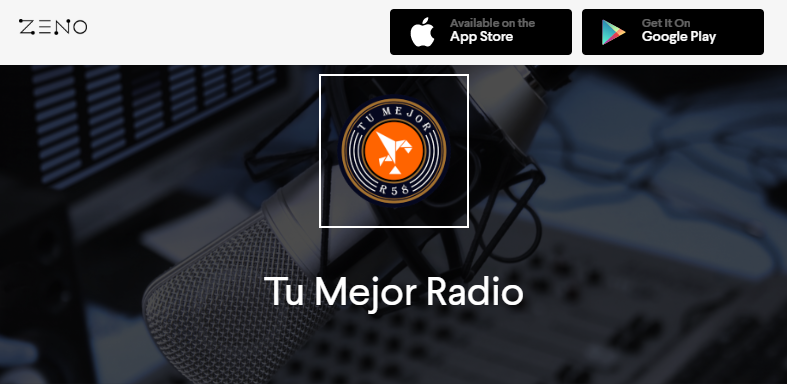 ZENO
Available on the
App Store
Get It On
Google Play
TU MEJOR
R58
Tu Mejor Radio